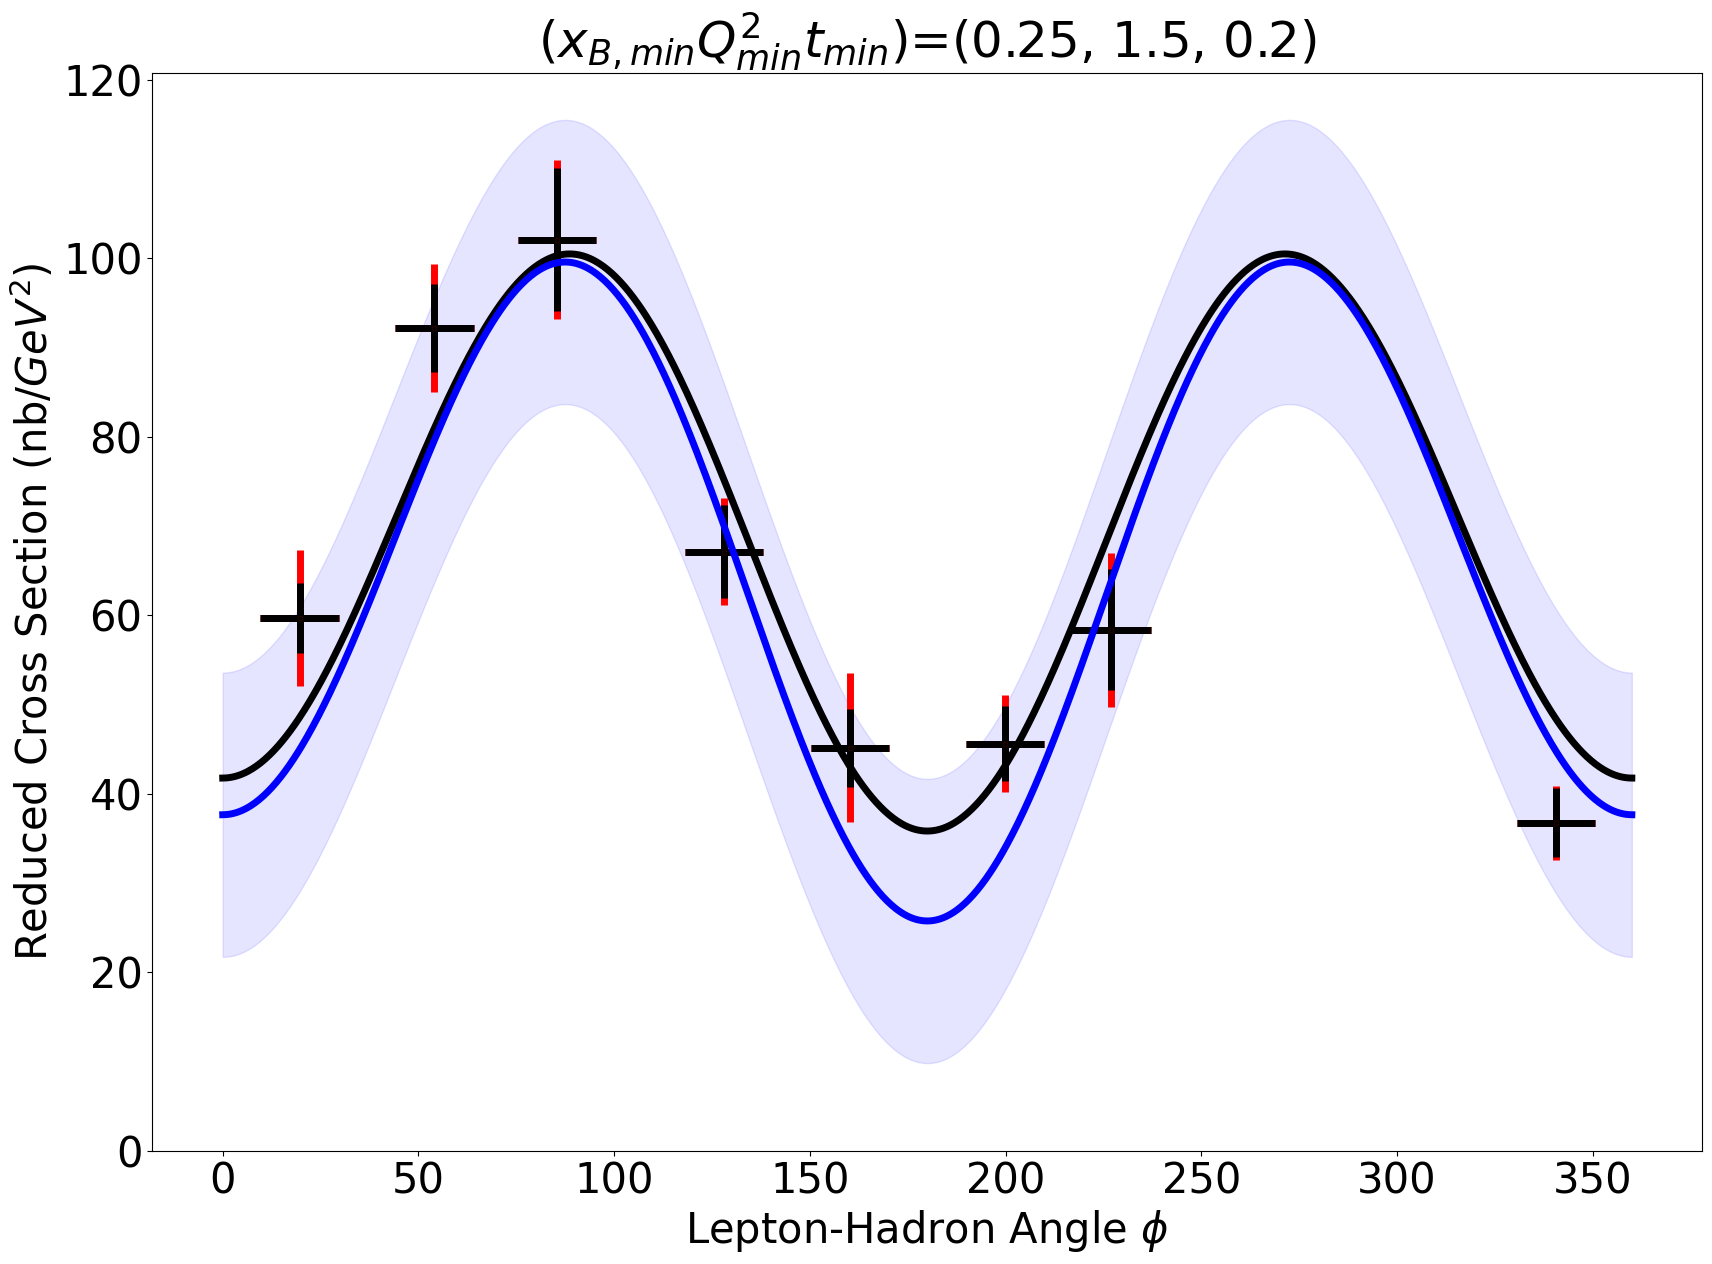 (x_{B,min}Q^2_{min}t_{min})=(0.25, 1.5, 0.2)
Reduced Cross Section (nb/GeV^2)
120
100
80
60
40
20
0
0 50 100 150 200 250 300 350
Lepton-Hadron Angle ϕ